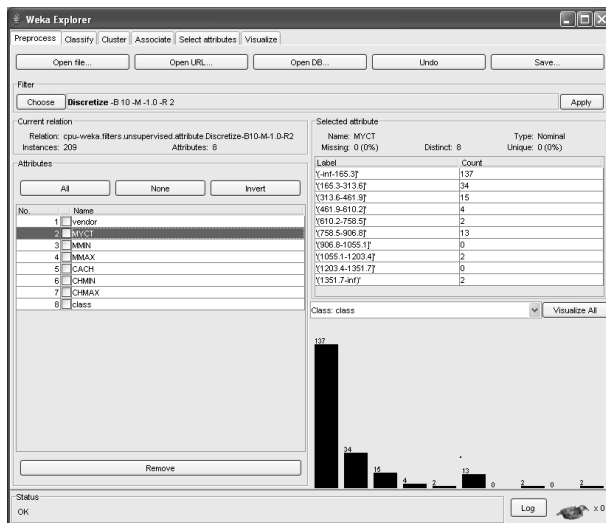 Weka Explorer
Preprocess Classify Cluster Associate Select attributes Visualize
Open file... Open URL... Open DB... Undo Save...
Filter
Choose Discretize -B 10 -M -1.0 -R 2 Apply
Current relation
Relation: cpu-weka.filters.unsupervised.attribute.Discretize-B10-M-1.0-R2
Instances: 209 Attributes: 8
Attributes
All None Invert
No. Name
1 vendor
2 MYCT
3 MMIN
4 MMAX
5 CACH
6 CHMIN
7 CHMAX
8 class
Remove
Selected attribute
Name: MYCT Type: Nominal
Missing: 0 (0%) Distinct: 8 Unique: 0 (0%)
Label Count
'(-inf-165.3]' 137
'(165.3-313.6]' 34
'(313.6-461.9]' 15
'(461.9-610.2]' 4
'(610.2-758.5]' 2
'(758.5-906.8]' 13
'(906.8-1055.1]' 0
'(1055.1-1203.4]' 2
'(1203.4-1351.7]' 0
'(1351.7-inf)' 2
Class: class Visualize All
137
34
15
4
2
13
0
2
0
2
Status
OK
Log x 0